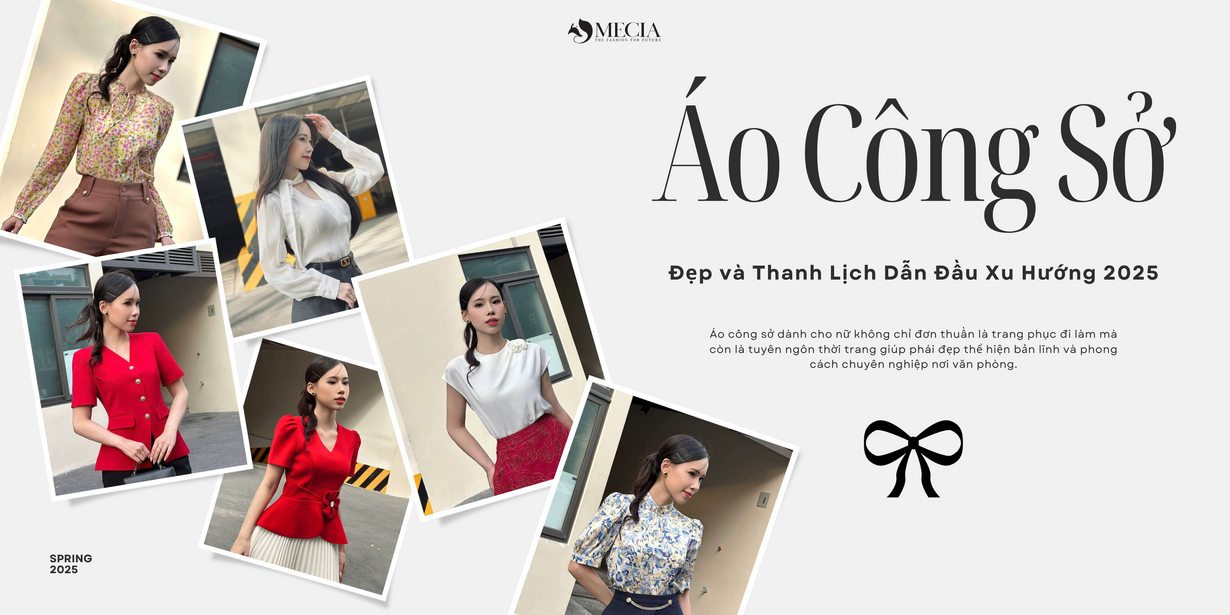 MECIA
THE FASHION FOR FUTURE
Áo Công Sở
Đẹp và Thanh Lịch Dẫn Đầu Xu Hướng 2025
Áo công sở dành cho nữ không chỉ đơn thuần là trang phục đi làm mà
còn là tuyên ngôn thời trang giúp phái đẹp thể hiện bản lĩnh và phong
cách chuyên nghiệp nơi văn phòng.
SPRING
2025